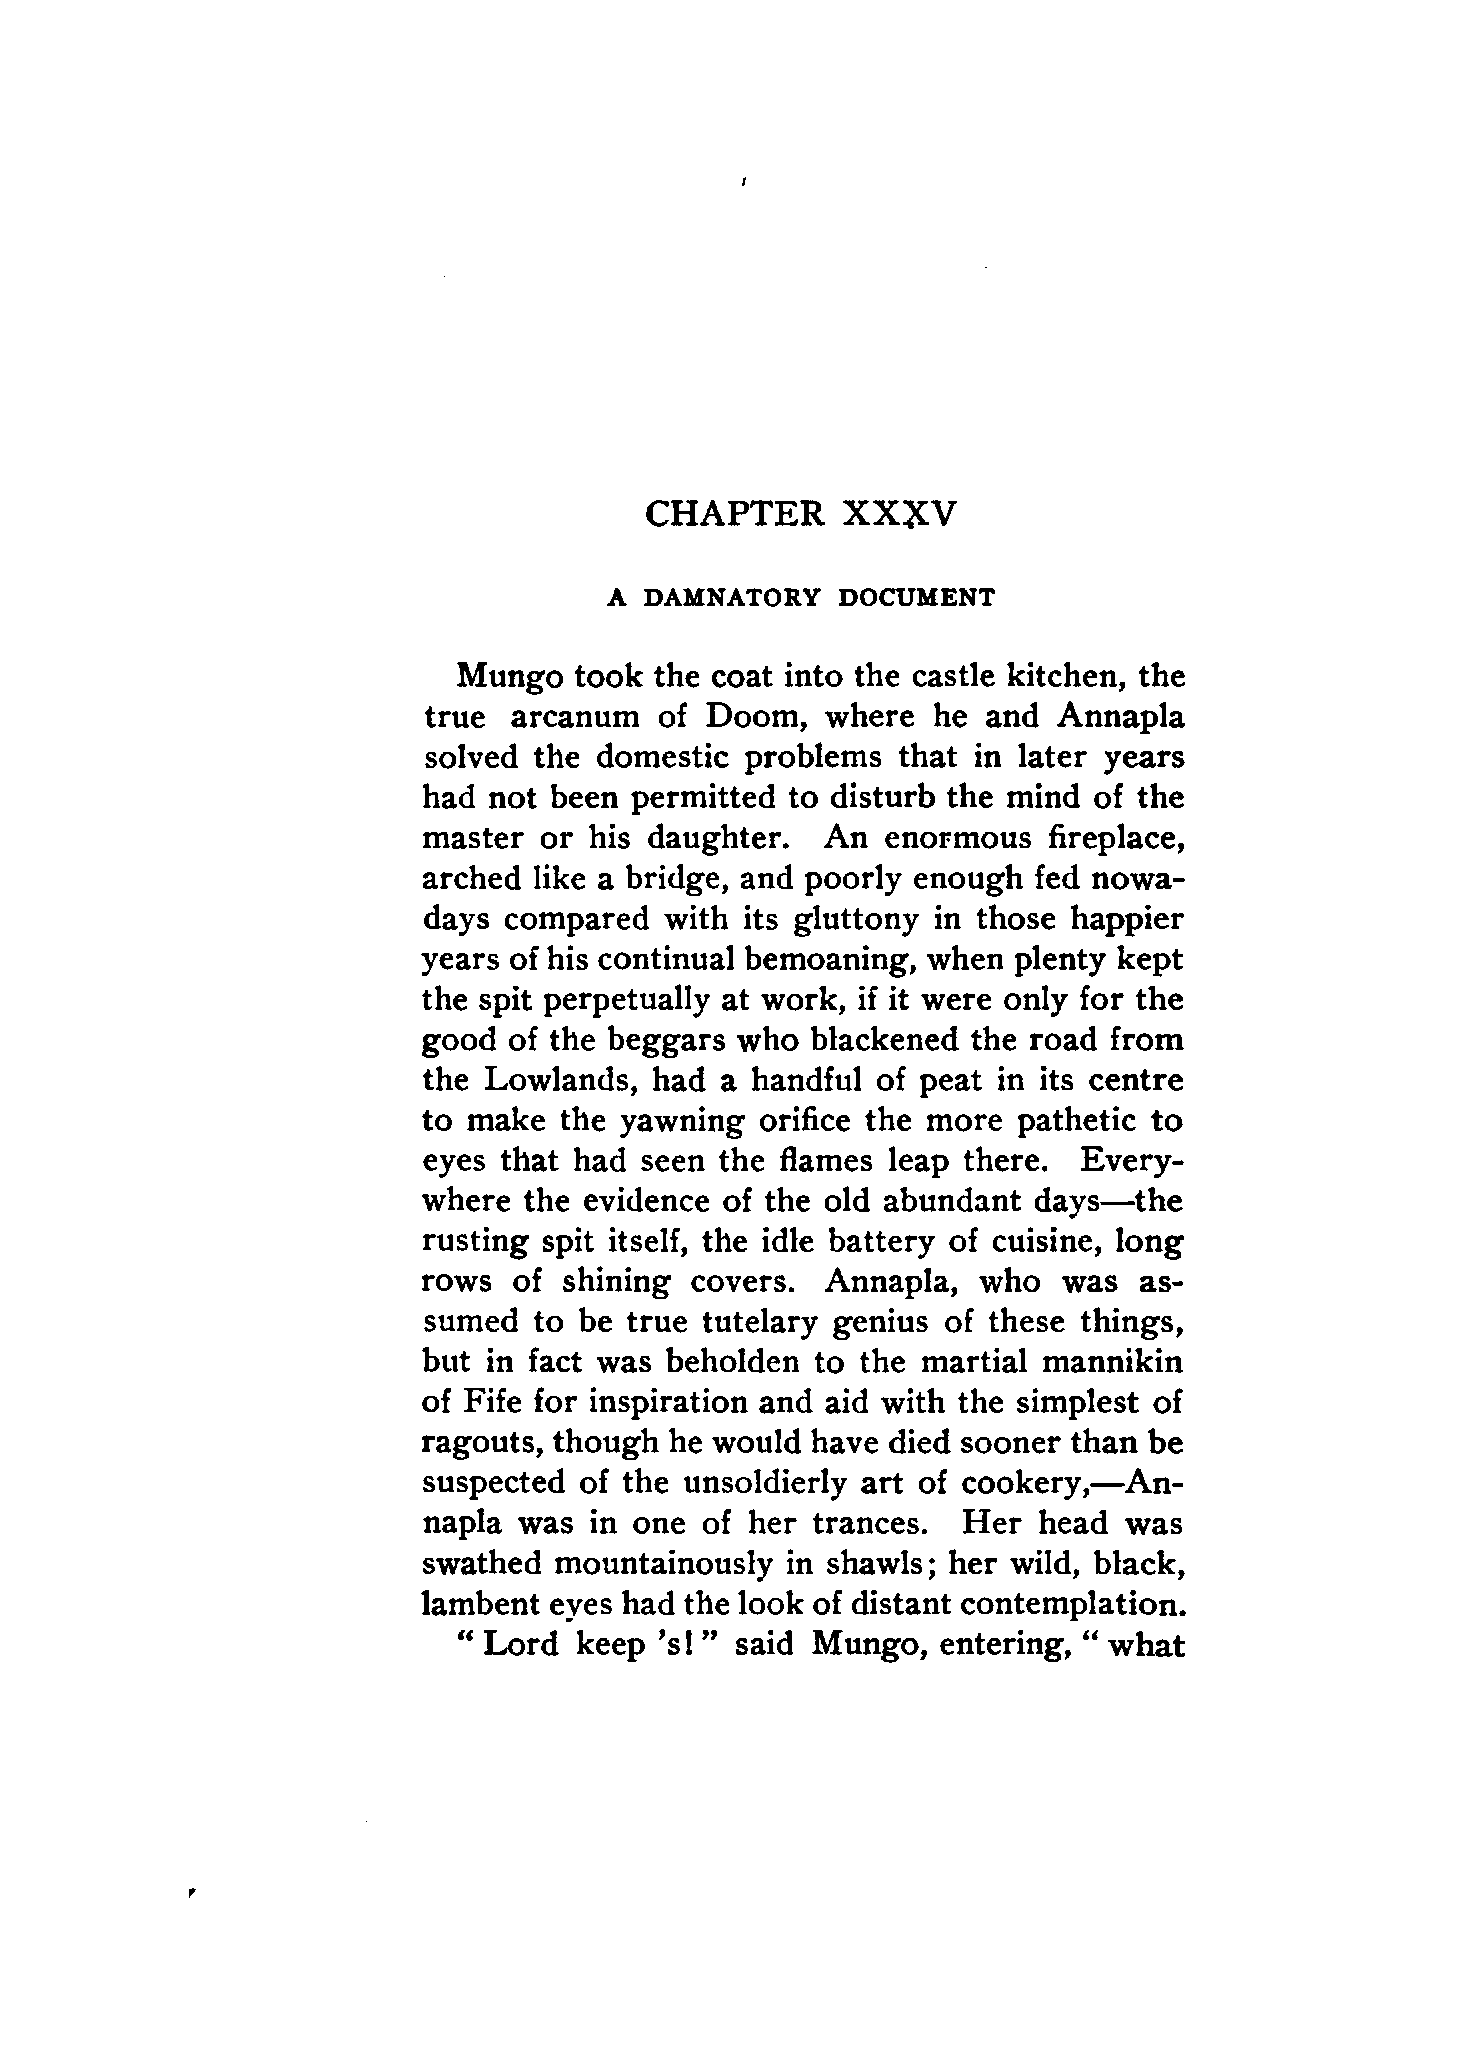 CHAPTER XXXV
A DAMNATORY DOCUMENT
Mungo took the coat into the castle kitchen, the
true arcanum of Doom, where he and Annapla
solved the domestic problems that in later years
had not been permitted to disturb the mind of the
master or his daughter. An enormous fireplace,
arched like a bridge, and poorly enough fed nowa-
days compared with its gluttony in those happier
years of his continual bemoaning, when plenty kept
the spit perpetually at work, if it were only for the
good of the beggars who blackened the road from
the Lowlands, had a handful of peat in its centre
to make the yawning orifice the more pathetic to
eyes that had seen the flames leap there. Every-
where the evidence of the old abundant days—the
rusting spit itself, the idle battery of cuisine, long
rows of shining covers. Annapla, who was as-
sumed to be true tutelary genius of these things,
but in fact was beholden to the martial mannikin
of Fife for inspiration and aid with the simplest of
ragouts, though he would have died sooner than be
suspected of the unsoldierly art of cookery,—An-
napla was in one of her trances. Her head was
swathed mountainously in shawls; her wild, black,
lambent eyes had the look of distant contemplation.
“ Lord keep ’s! ” said Mungo, entering, “ what